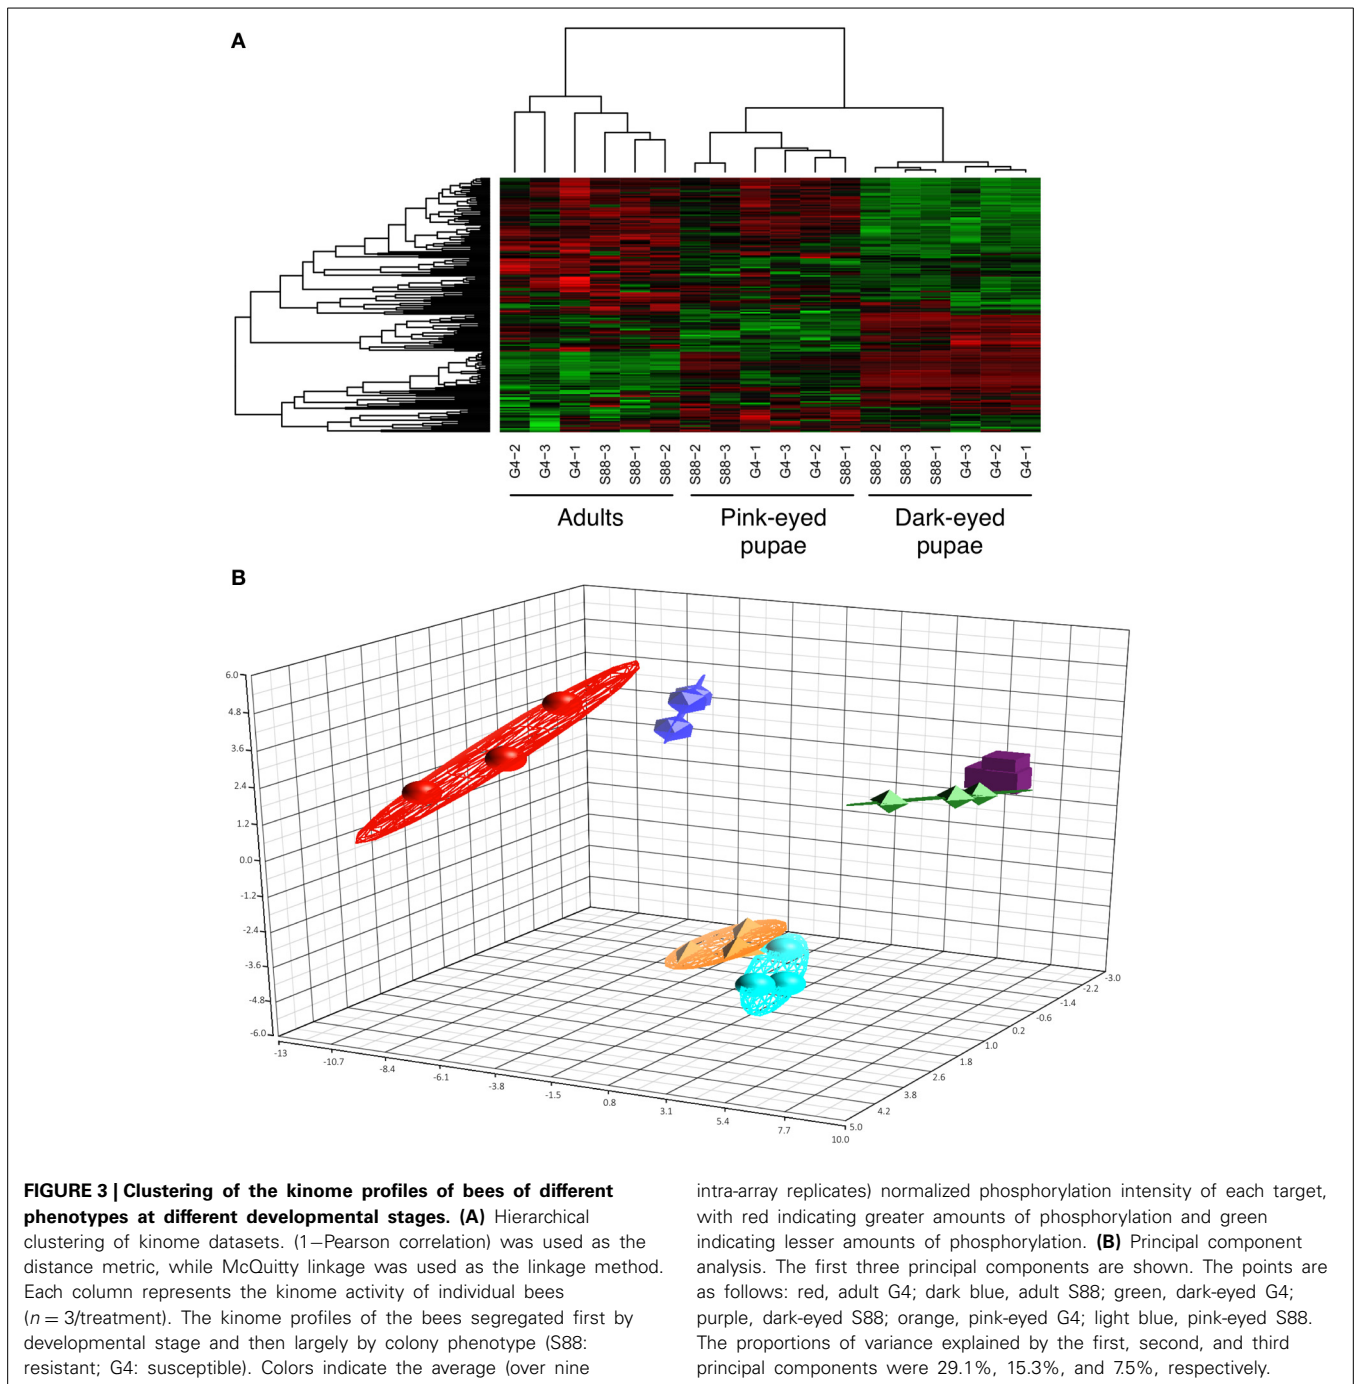 A
G4-2
G4-3
G4-1
S88-3
S88-1
S88-2
S88-2
S88-3
G4-1
G4-3
G4-2
S88-1
S88-2
S88-3
S88-1
G4-3
G4-2
G4-1
Adults
Pink-eyed
pupae
Dark-eyed
pupae
B
6.0
4.8
3.6
2.4
1.2
0.0
-1.2
-2.4
-3.6
-4.8
-6.0
-13
-10.7
-8.4
-6.1
-3.8
-1.5
0.8
3.1
5.4
7.7
10.0
5.0
4.2
3.8
2.6
1.8
1.0
0.2
-0.6
-1.4
-2.2
-3.0
FIGURE 3 | Clustering of the kinome profiles of bees of different
phenotypes at different developmental stages. (A) Hierarchical
clustering of kinome datasets. (1−Pearson correlation) was used as the
distance metric, while McQuitty linkage was used as the linkage method.
Each column represents the kinome activity of individual bees
(n = 3/treatment). The kinome profiles of the bees segregated first by
developmental stage and then largely by colony phenotype (S88:
resistant; G4: susceptible). Colors indicate the average (over nine
intra-array replicates) normalized phosphorylation intensity of each target,
with red indicating greater amounts of phosphorylation and green
indicating lesser amounts of phosphorylation. (B) Principal component
analysis. The first three principal components are shown. The points are
as follows: red, adult G4; dark blue, adult S88; green, dark-eyed G4;
purple, dark-eyed S88; orange, pink-eyed G4; light blue, pink-eyed S88.
The proportions of variance explained by the first, second, and third
principal components were 29.1%, 15.3%, and 7.5%, respectively.